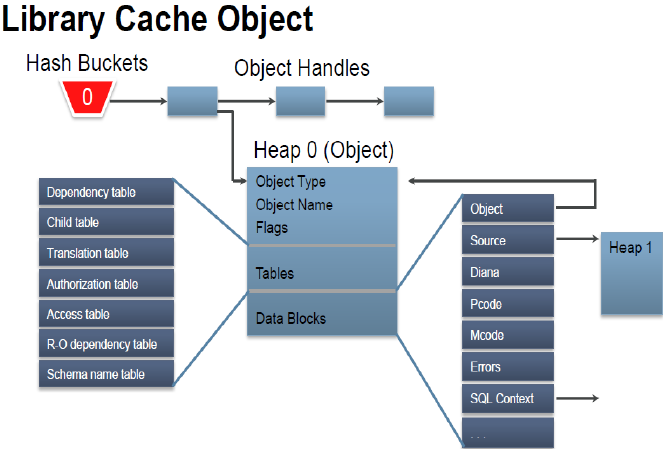 Library Cache Object
Hash Buckets
Object Handles
0
Heap 0 (Object)
Object Type
Object Name
Flags
Tables
Data Blocks
Dependency table
Child table
Translation table
Authorization table
Access table
R-O dependency table
Schema name table
Object
Source
Diana
Pcode
Mcode
Errors
SQL Context
. . .
Heap 1